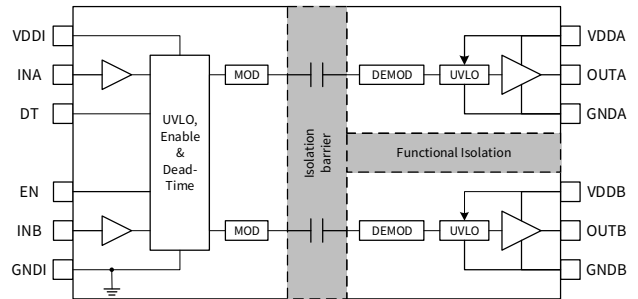 VDDI
INA
DT
EN
INB
GNDI
UVLO,
Enable
&
Dead-
Time
MOD
MOD
Isolation
barrier
DEMOD
UVLO
Functional Isolation
DEMOD
UVLO
VDDA
OUTA
GNDA
VDDB
OUTB
GNDB